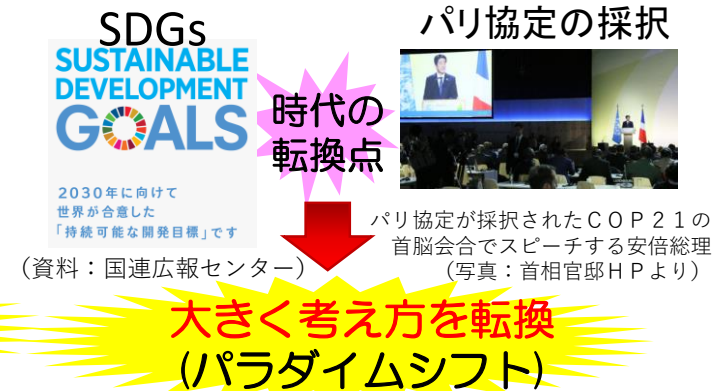 SDGs
SUSTAINABLE
DEVELOPMENT
GOALS
2030年に向けて
世界が合意した
「持続可能な開発目標」です
（資料：国連広報センター）
時代の
転換点
パリ協定の採択
パリ協定が採択されたＣＯＰ２１の
首脳会合でスピーチする安倍総理
（写真：首相官邸ＨＰより）
大きく考え方を転換
(パラダイムシフト)